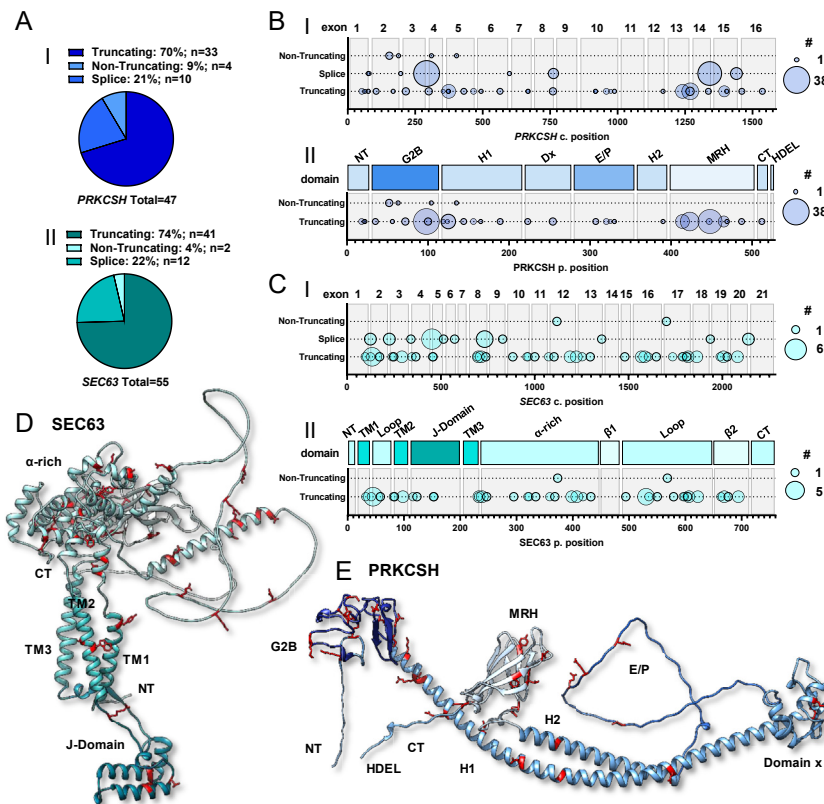 A
I
Truncating: 70%, n=33
Non-Truncating: 9%, n=4
Splice: 21%, n=10
PRKCSH Total=47
II
Truncating: 74%, n=41
Non-Truncating: 4%, n=2
Splice: 22%, n=12
SEC63 Total=55
B
I exon 1 2 3 4 5 6 7 8 9 10 11 12 13 14 15 16
Non-Truncating
Splice
Truncating
0 250 500 750 1000 1250 1500
PRKCSH c. position
#
1
38
II
NT G2B H1 Dx E/P H2 MRH CT HDEL
domain
Non-Truncating
Truncating
0 100 200 300 400 500
PRKCSH p. position
#
1
38
C
I exon 1 2 3 4 5 6 7 8 9 10 11 12 13 14 15 16 17 18 19 20 21
Non-Truncating
Splice
Truncating
0 500 1000 1500 2000
SEC63 c. position
#
1
6
II
NT TM1 Loop TM2 J-Domain TM3 α-rich β1 Loop β2 CT
domain
Non-Truncating
Truncating
0 100 200 300 400 500 600 700
SEC63 p. position
#
1
5
D SEC63
α-rich
CT
TM2
TM3
TM1
NT
J-Domain
E PRKCSH
G2B
MRH
E/P
NT
HDEL
CT
H1
H2
Domain x